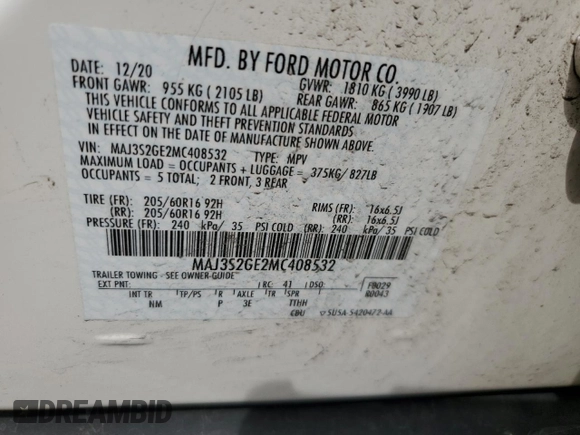 MFD. BY FORD MOTOR CO.
DATE: 12/20
GVWR: 1810 KG ( 3990 LB)
FRONT GAWR: 955 KG ( 2105 LB)
REAR GAWR: 865 KG ( 1907 LB)
THIS VEHICLE CONFORMS TO ALL APPLICABLE FEDERAL MOTOR
VEHICLE SAFETY AND THEFT PREVENTION STANDARDS
IN EFFECT ON THE DATE OF MANUFACTURE SHOWN ABOVE.
VIN: MAJ3S2GE2MC408532 TYPE: MPV
MAXIMUM LOAD = OCCUPANTS + LUGGAGE = 375KG/ 827LB
OCCUPANTS = 5 TOTAL; 2 FRONT, 3 REAR
TIRE (FR): 205/60R16 92H RIMS (FR): 16x6.5J
(RR): 205/60R16 92H (RR): 16x6.5J
PRESSURE (FR): 240 kPa/ 35 PSI COLD (RR): 240 kPa/ 35 PSI COLD
MAJ3S2GE2MC408532
TRAILER TOWING - SEE OWNER-GUIDE
EXT PNT: RC: 41 DSO: FB029
R0043
INT TR TP/PS R AXLE TR SPR
NM P 3E TTHH
CBU SUSA-5420472-AA
DREAMBID